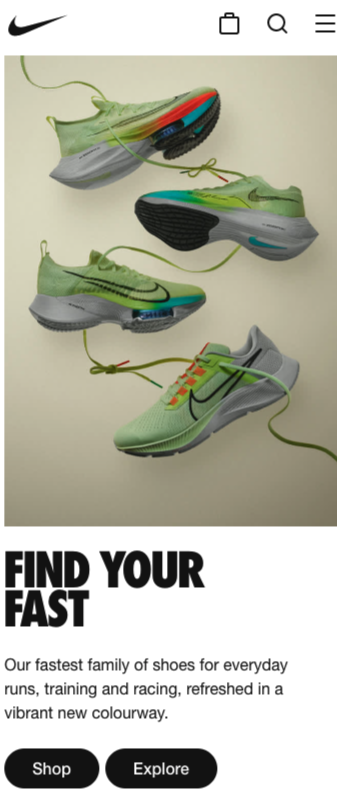 FIND YOUR
FAST
Our fastest family of shoes for everyday
runs, training and racing, refreshed in a
vibrant new colourway.
Shop
Explore